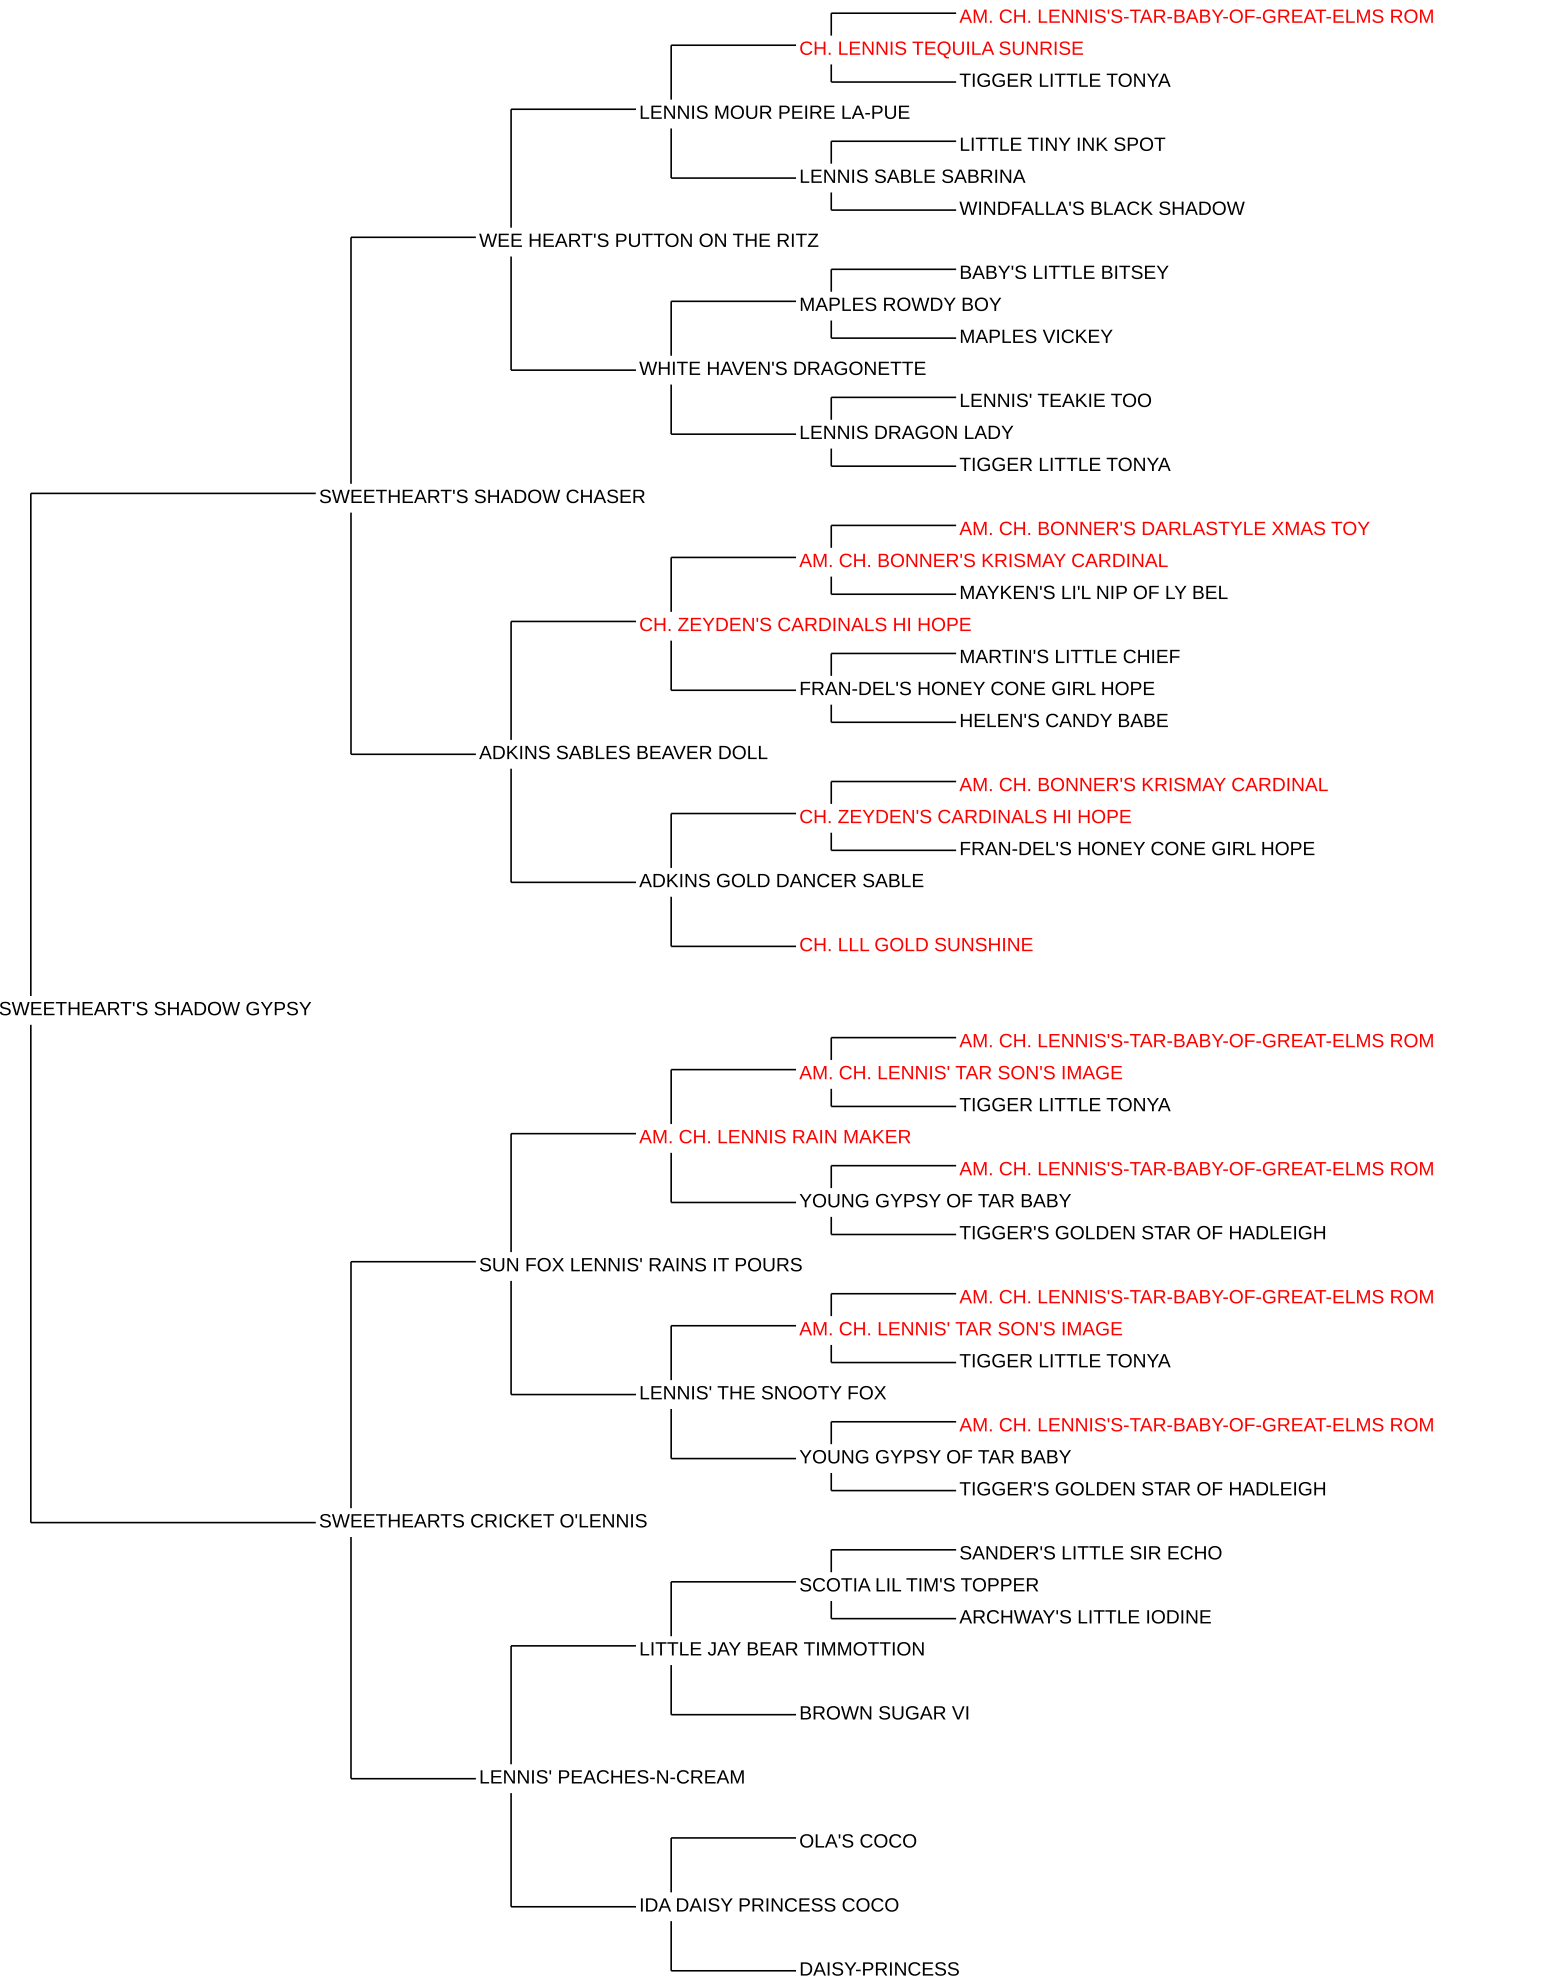 AM. CH. LENNIS'S-TAR-BABY-OF-GREAT-ELMS ROM
CH. LENNIS TEQUILA SUNRISE
TIGGER LITTLE TONYA
LENNIS MOUR PEIRE LA-PUE
LITTLE TINY INK SPOT
LENNIS SABLE SABRINA
WINDFALLA'S BLACK SHADOW
WEE HEART'S PUTTON ON THE RITZ
BABY'S LITTLE BITSEY
MAPLES ROWDY BOY
MAPLES VICKEY
WHITE HAVEN'S DRAGONETTE
LENNIS' TEAKIE TOO
LENNIS DRAGON LADY
TIGGER LITTLE TONYA
SWEETHEART'S SHADOW CHASER
AM. CH. BONNER'S DARLASTYLE XMAS TOY
AM. CH. BONNER'S KRISMAY CARDINAL
MAYKEN'S LI'L NIP OF LY BEL
CH. ZEYDEN'S CARDINALS HI HOPE
MARTIN'S LITTLE CHIEF
FRAN-DEL'S HONEY CONE GIRL HOPE
HELEN'S CANDY BABE
ADKINS SABLES BEAVER DOLL
AM. CH. BONNER'S KRISMAY CARDINAL
CH. ZEYDEN'S CARDINALS HI HOPE
FRAN-DEL'S HONEY CONE GIRL HOPE
ADKINS GOLD DANCER SABLE
CH. LLL GOLD SUNSHINE
SWEETHEART'S SHADOW GYPSY
AM. CH. LENNIS'S-TAR-BABY-OF-GREAT-ELMS ROM
AM. CH. LENNIS' TAR SON'S IMAGE
TIGGER LITTLE TONYA
AM. CH. LENNIS RAIN MAKER
AM. CH. LENNIS'S-TAR-BABY-OF-GREAT-ELMS ROM
YOUNG GYPSY OF TAR BABY
TIGGER'S GOLDEN STAR OF HADLEIGH
SUN FOX LENNIS' RAINS IT POURS
AM. CH. LENNIS'S-TAR-BABY-OF-GREAT-ELMS ROM
AM. CH. LENNIS' TAR SON'S IMAGE
TIGGER LITTLE TONYA
LENNIS' THE SNOOTY FOX
AM. CH. LENNIS'S-TAR-BABY-OF-GREAT-ELMS ROM
YOUNG GYPSY OF TAR BABY
TIGGER'S GOLDEN STAR OF HADLEIGH
SWEETHEARTS CRICKET O'LENNIS
SANDER'S LITTLE SIR ECHO
SCOTIA LIL TIM'S TOPPER
ARCHWAY'S LITTLE IODINE
LITTLE JAY BEAR TIMMOTTION
BROWN SUGAR VI
LENNIS' PEACHES-N-CREAM
OLA'S COCO
IDA DAISY PRINCESS COCO
DAISY-PRINCESS